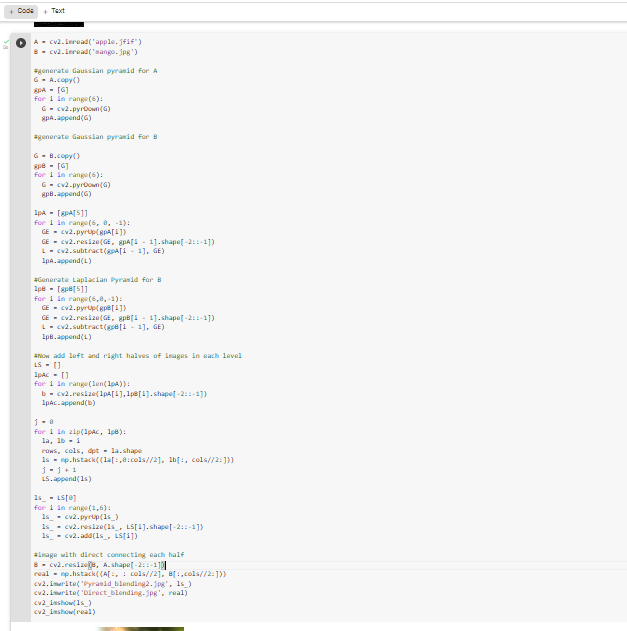 + Code + Text
A = cv2.imread('apple.jfif')
B = cv2.imread('mango.jpg')
#generate Gaussian pyramid for A
G = A.copy()
gpA = [G]
for i in range(6):
  G = cv2.pyrDown(G)
  gpA.append(G)
#generate Gaussian pyramid for B
G = B.copy()
gpB = [G]
for i in range(6):
  G = cv2.pyrDown(G)
  gpB.append(G)
lpA = [gpA[5]]
for i in range(6, 0, -1):
  GE = cv2.pyrUp(gpA[i])
  GE = cv2.resize(GE, gpA[i - 1].shape[-2::-1])
  L = cv2.subtract(gpA[i - 1], GE)
  lpA.append(L)
#Generate Laplacian Pyramid for B
lpB = [gpB[5]]
for i in range(6,0,-1):
  GE = cv2.pyrUp(gpB[i])
  GE = cv2.resize(GE, gpB[i - 1].shape[-2::-1])
  L = cv2.subtract(gpB[i - 1], GE)
  lpB.append(L)
#Now add left and right halves of images in each level
LS = []
lpAc = []
for i in range(len(lpA)):
  b = cv2.resize(lpA[i],lpB[i].shape[-2::-1])
  lpAc.append(b)
j = 0
for i in zip(lpAc, lpB):
  la, lb = i
  rows, cols, dpt = la.shape
  ls = np.hstack((la[:,0:cols//2], lb[:, cols//2:]))
  j = j + 1
  LS.append(ls)
ls_ = LS[0]
for i in range(1,6):
  ls_ = cv2.pyrUp(ls_)
  ls_ = cv2.resize(ls_, LS[i].shape[-2::-1])
  ls_ = cv2.add(ls_, LS[i])
#image with direct connecting each half
B = cv2.resize(B, A.shape[-2::-1])
real = np.hstack((A[:, : cols//2], B[:,cols//2:]))
cv2.imwrite('Pyramid_blending2.jpg', ls_)
cv2.imwrite('Direct_blending.jpg', real)
cv2_imshow(ls_)
cv2_imshow(real)